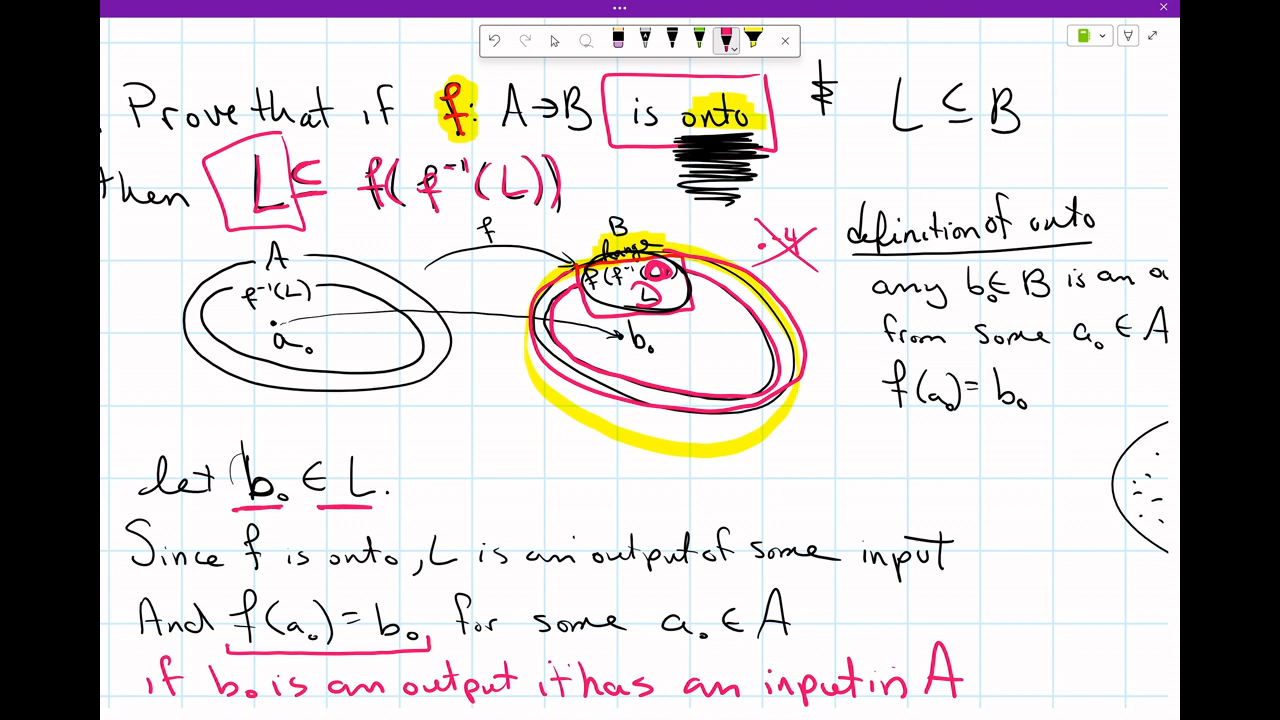 . Prove that if f: A → B is onto & L ⊆ B
then L ⊆ f(f⁻¹(L))
A
f⁻¹(L)
a₀
f
B
Range
f(f⁻¹(
L
b₀
-4
definition of onto
any b₀ ∈ B is an a
from some a₀ ∈ A
f(a₀) = b₀
let b₀ ∈ L.
Since f is onto, L is an output of some input
And f(a₀) = b₀ for some a₀ ∈ A
if b₀ is an output it has an input in A